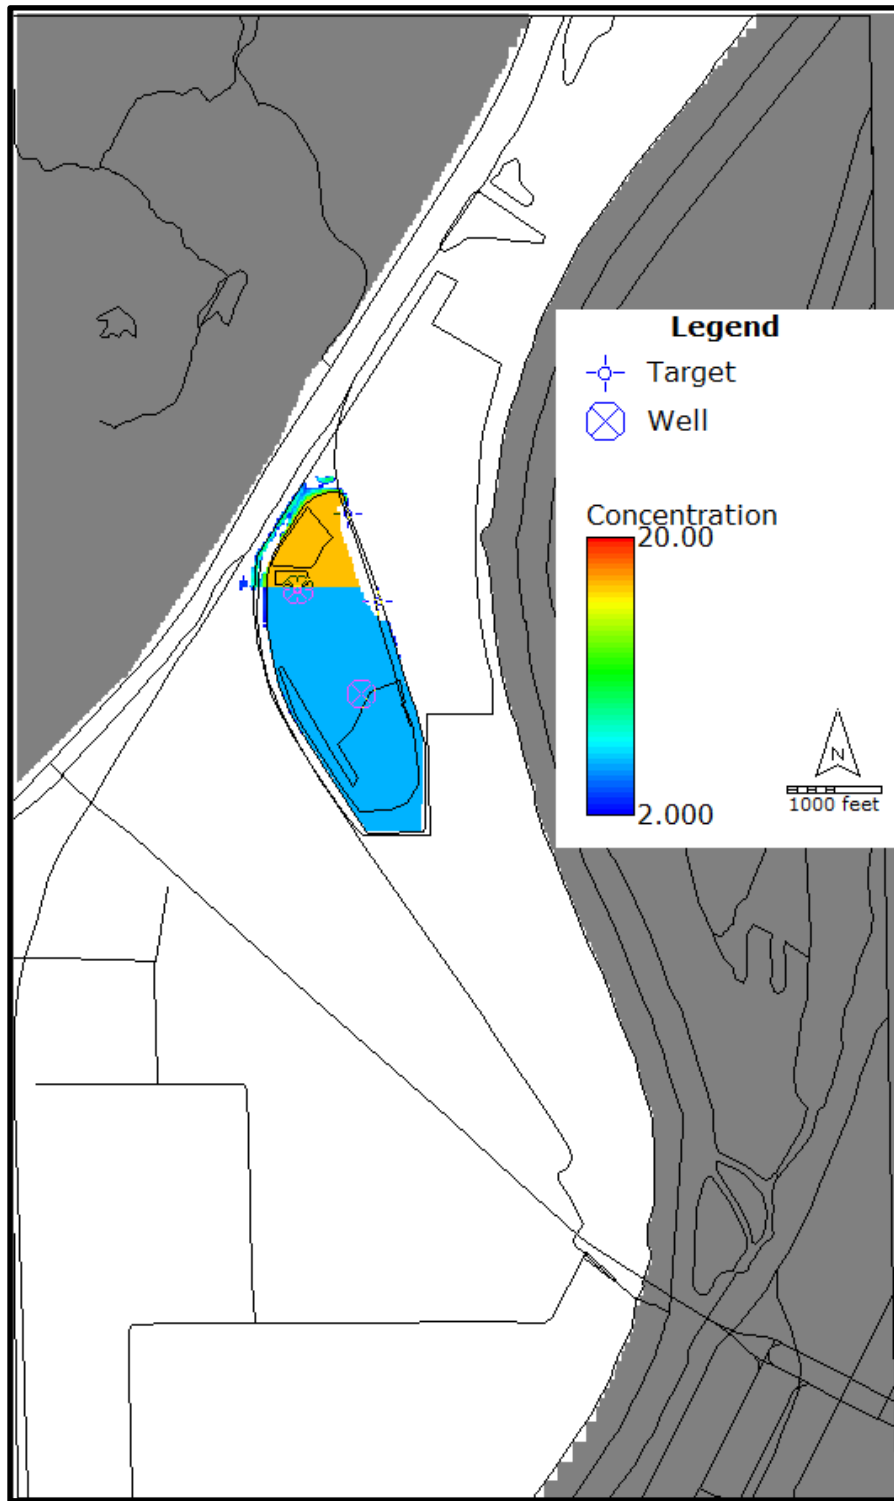 Legend
Target
Well
Concentration
20.00
2.000
N
1000 feet